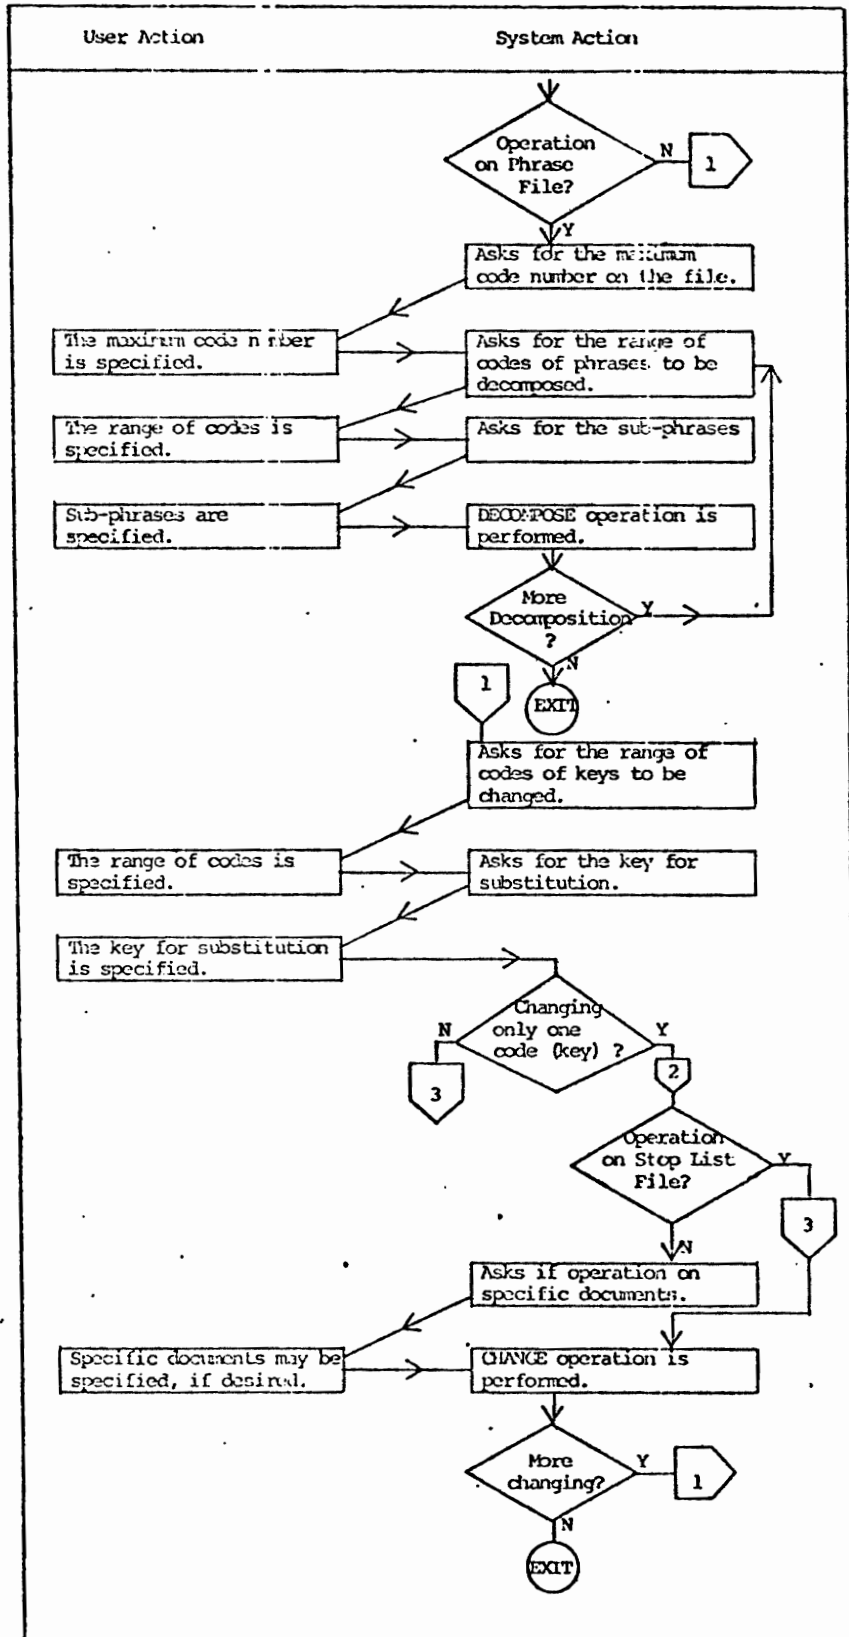 User Action
System Action
Operation
on Phrase
File?
N
1
Y
Asks for the maximum
code number on the file.
The maximum code number
is specified.
Asks for the range of
codes of phrases to be
decomposed.
The range of codes is
specified.
Asks for the sub-phrases
Sub-phrases are
specified.
DECOMPOSE operation is
performed.
More
Decomposition
?
Y
N
1
EXIT
Asks for the range of
codes of keys to be
changed.
The range of codes is
specified.
Asks for the key for
substitution.
The key for substitution
is specified.
Changing
only one
code (key) ?
N
Y
3
2
Operation
on Stop List
File?
Y
3
N
Asks if operation on
specific documents.
Specific documents may be
specified, if desired.
CHANGE operation is
performed.
More
changing?
Y
1
N
EXIT